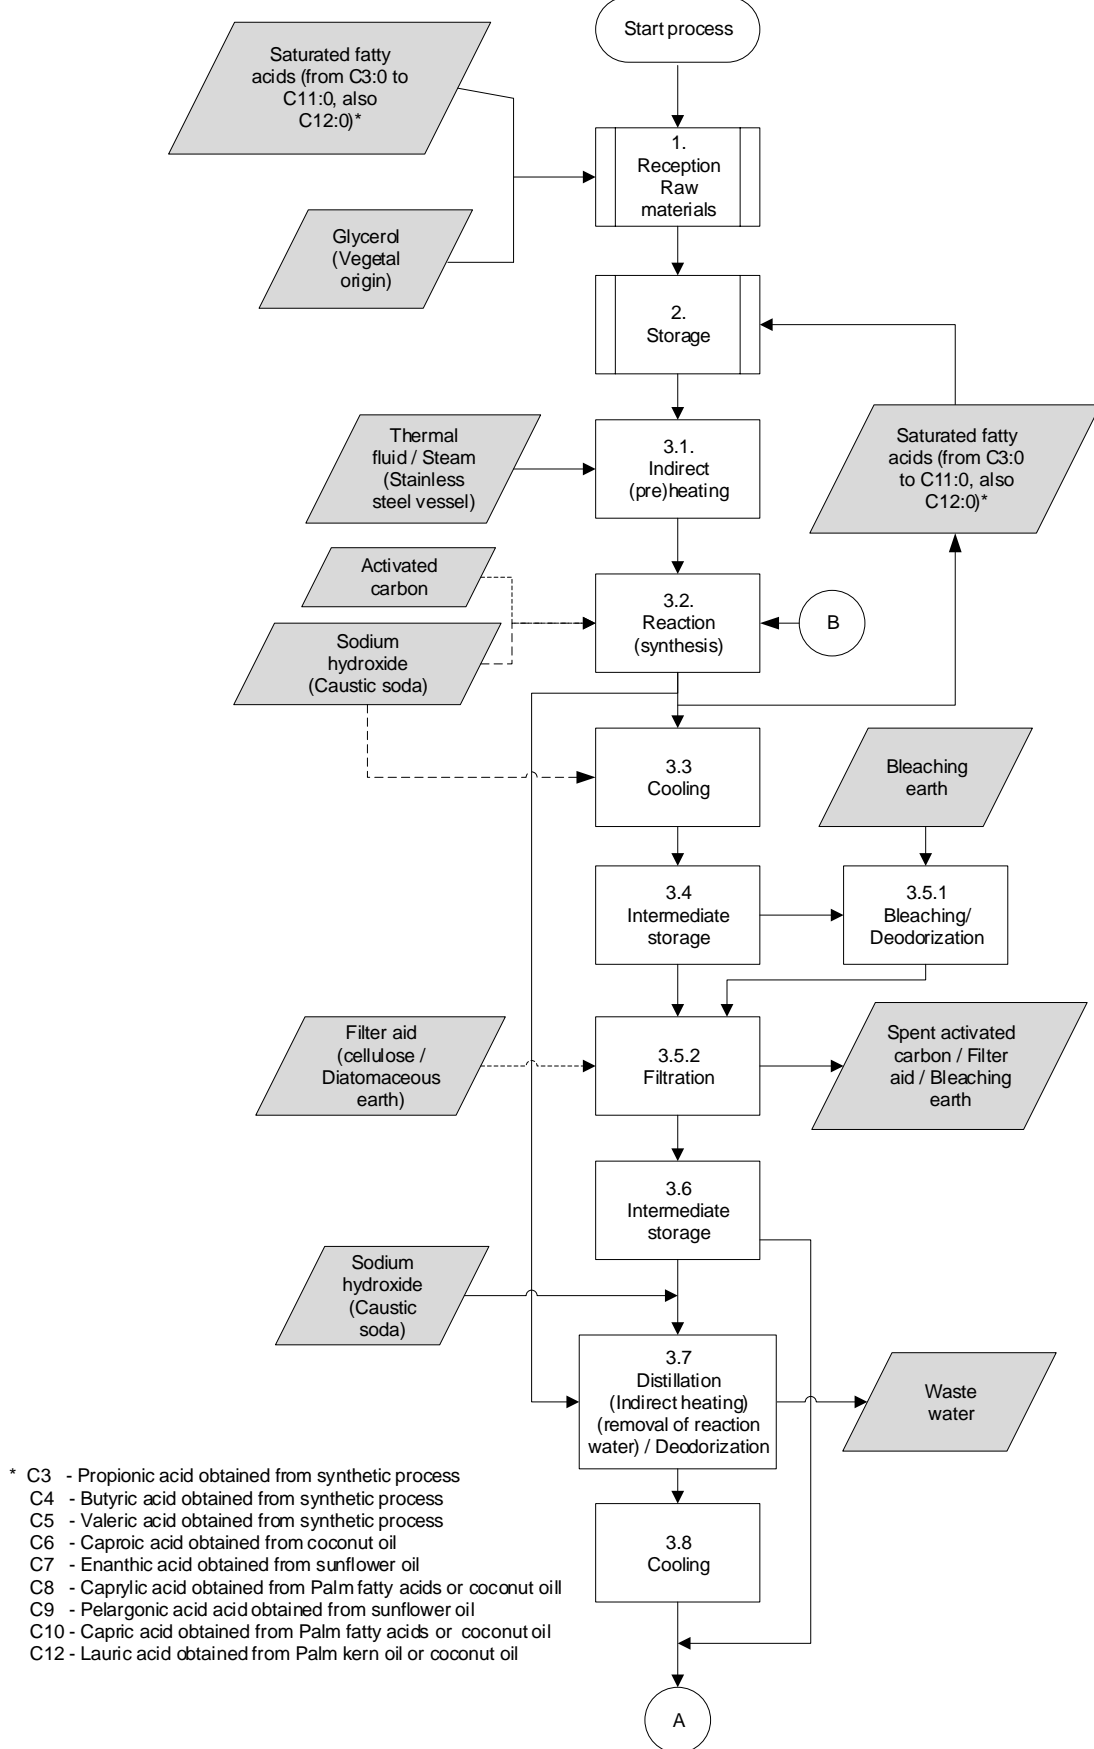 Start process
Saturated fatty
acids (from C3:0 to
C11:0, also
C12:0)*
1.
Reception
Raw
materials
Glycerol
(Vegetal
origin)
2.
Storage
Thermal
fluid / Steam
(Stainless
steel vessel)
3.1.
Indirect
(pre)heating
Saturated fatty
acids (from C3:0
to C11:0, also
C12:0)*
Activated
carbon
3.2.
Reaction
(synthesis)
B
Sodium
hydroxide
(Caustic soda)
3.3
Cooling
Bleaching
earth
3.4
Intermediate
storage
3.5.1
Bleaching/
Deodorization
Filter aid
(cellulose /
Diatomaceous
earth)
3.5.2
Filtration
Spent activated
carbon / Filter
aid / Bleaching
earth
3.6
Intermediate
storage
Sodium
hydroxide
(Caustic
soda)
3.7
Distillation
(Indirect heating)
(removal of reaction
water) / Deodorization
Waste
water
3.8
Cooling
* C3 - Propionic acid obtained from synthetic process
C4 - Butyric acid obtained from synthetic process
C5 - Valeric acid obtained from synthetic process
C6 - Caproic acid obtained from coconut oil
C7 - Enanthic acid obtained from sunflower oil
C8 - Caprylic acid obtained from Palm fatty acids or coconut oill
C9 - Pelargonic acid acid obtained from sunflower oil
C10 - Capric acid obtained from Palm fatty acids or coconut oil
C12 - Lauric acid obtained from Palm kern oil or coconut oil
A